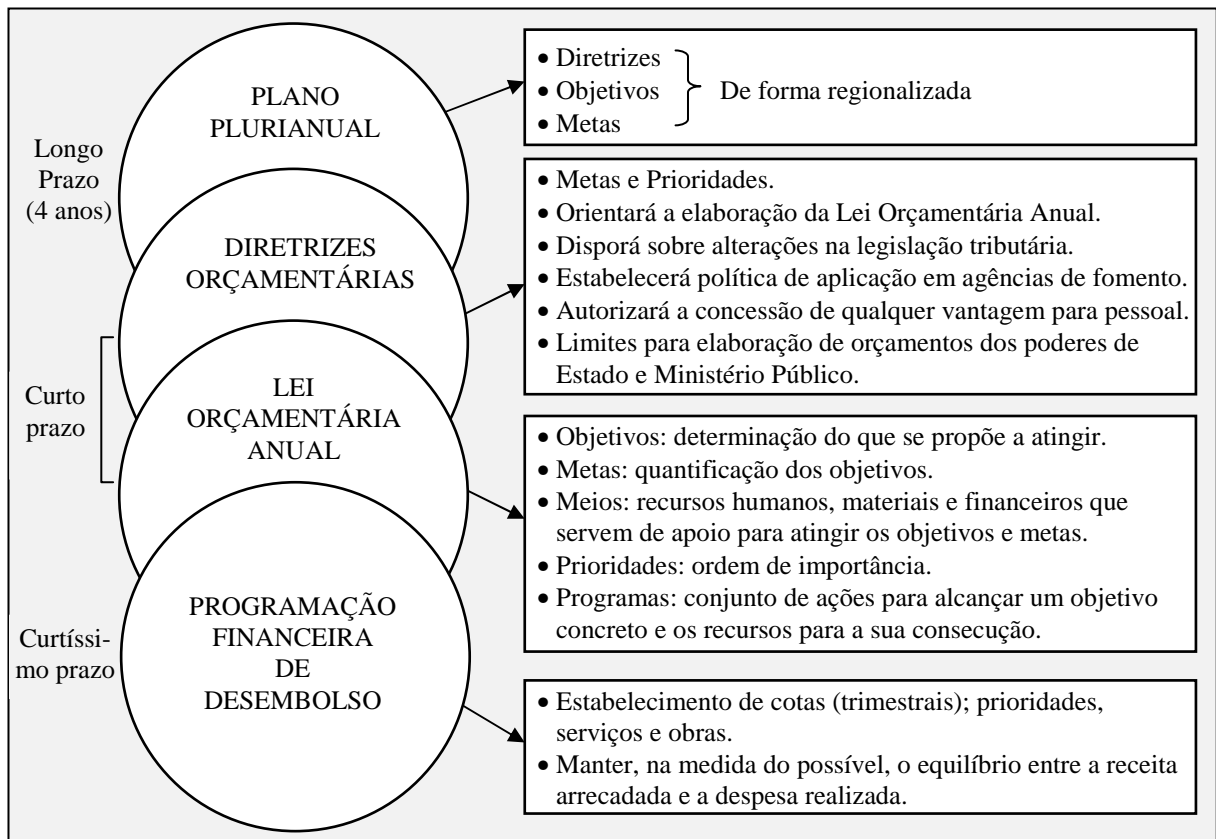 PLANO
PLURIANUAL
Longo
Prazo
(4 anos)
• Diretrizes
• Objetivos
• Metas
De forma regionalizada
DIRETRIZES
ORÇAMENTÁRIAS
• Metas e Prioridades.
• Orientará a elaboração da Lei Orçamentária Anual.
• Disporá sobre alterações na legislação tributária.
• Estabelecerá política de aplicação em agências de fomento.
• Autorizará a concessão de qualquer vantagem para pessoal.
• Limites para elaboração de orçamentos dos poderes de
Estado e Ministério Público.
Curto
prazo
LEI
ORÇAMENTÁRIA
ANUAL
• Objetivos: determinação do que se propõe a atingir.
• Metas: quantificação dos objetivos.
• Meios: recursos humanos, materiais e financeiros que
servem de apoio para atingir os objetivos e metas.
• Prioridades: ordem de importância.
• Programas: conjunto de ações para alcançar um objetivo
concreto e os recursos para a sua consecução.
Curtíssi-
mo prazo
PROGRAMAÇÃO
FINANCEIRA
DE
DESEMBOLSO
• Estabelecimento de cotas (trimestrais); prioridades,
serviços e obras.
• Manter, na medida do possível, o equilíbrio entre a receita
arrecadada e a despesa realizada.